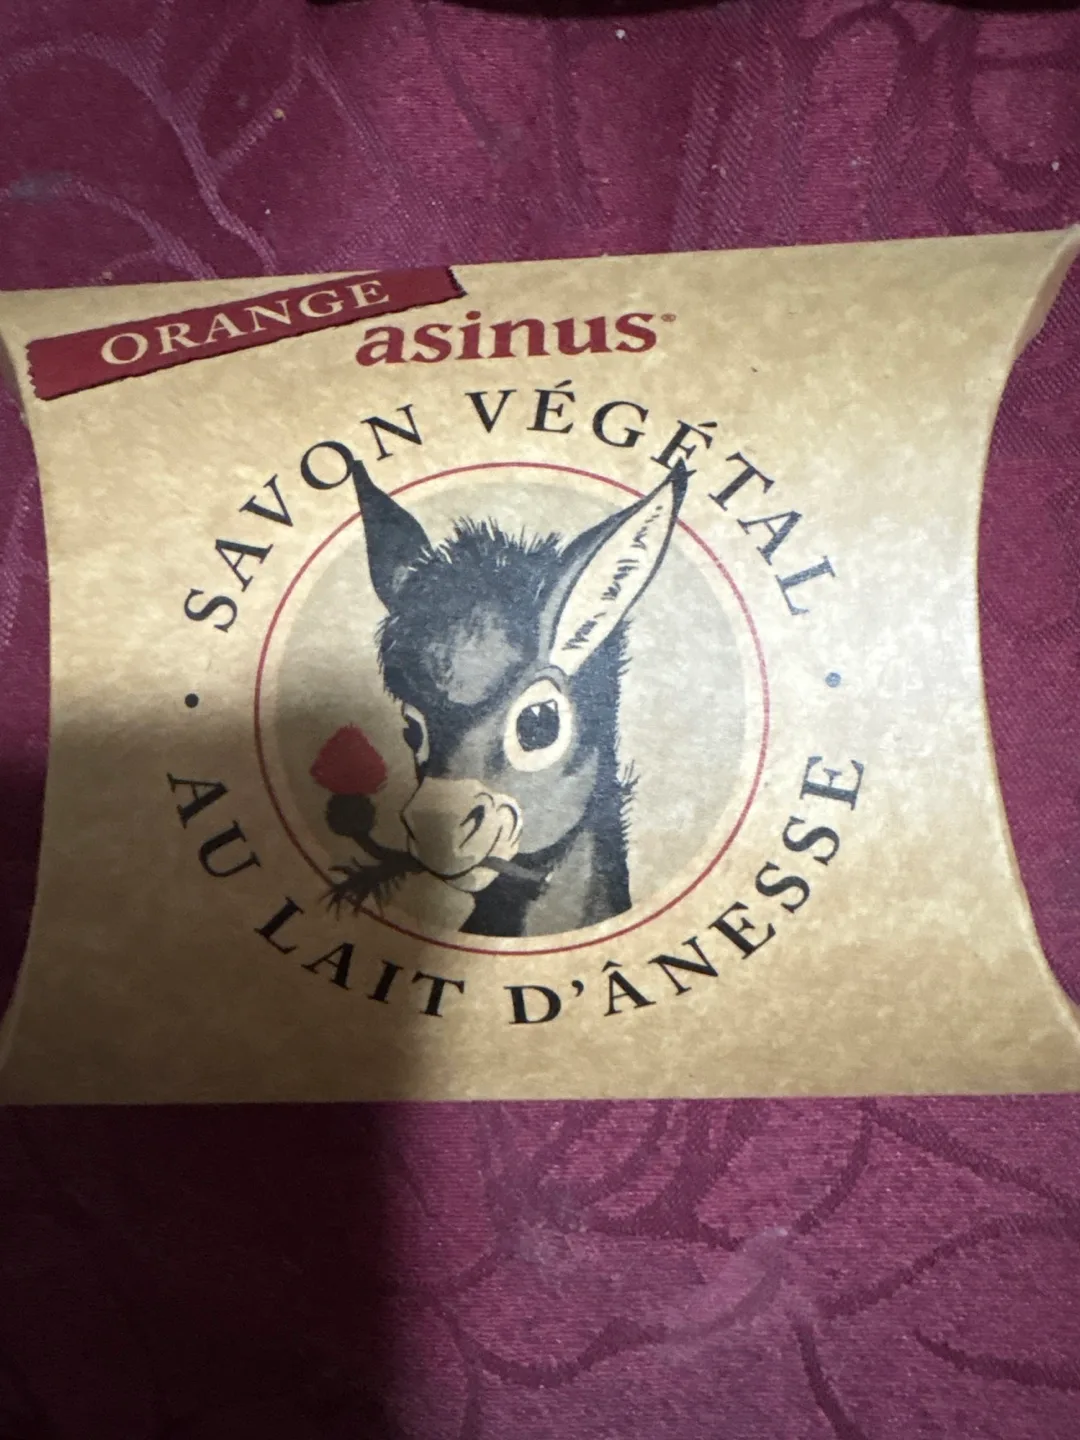 ORANGE
asinus®
SAVON VÉGÉTAL
• AU LAIT D'ÂNESSE •